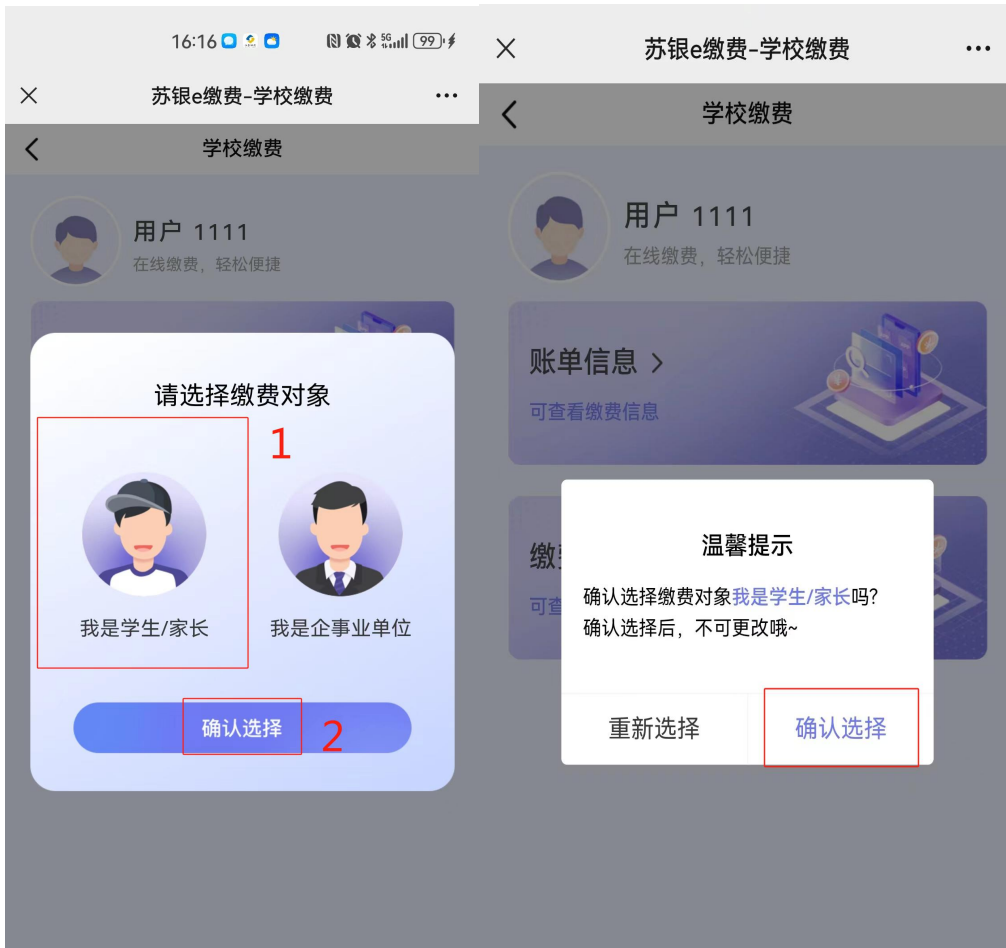 16:16
5G
99
苏银e缴费-学校缴费
学校缴费
用户 1111
在线缴费，轻松便捷
请选择缴费对象
1
我是学生/家长
我是企事业单位
确认选择
2
苏银e缴费-学校缴费
学校缴费
用户 1111
在线缴费，轻松便捷
账单信息
可查看缴费信息
缴
可查
温馨提示
确认选择缴费对象我是学生/家长吗?
确认选择后，不可更改哦~
重新选择
确认选择